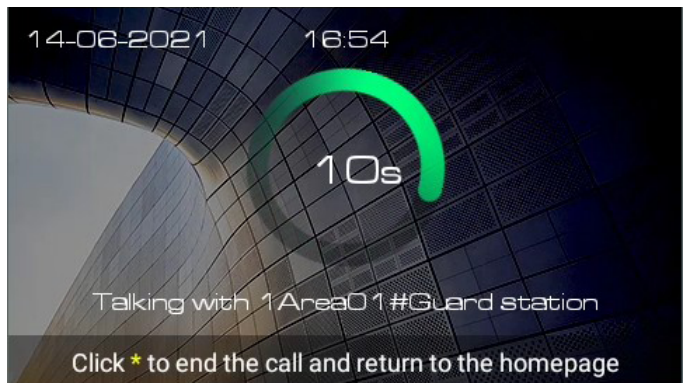 14-06-2021 16:54
10s
Talking with 1Area01#Guard station
Click * to end the call and return to the homepage